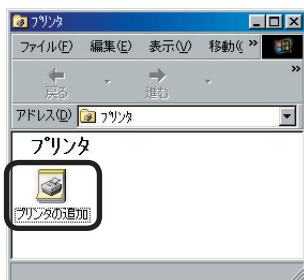 プリンタ
ファイル(F) 編集(E) 表示(V) 移動( »
戻る 進む »
アドレス(D) プリンタ
プリンタ
プリンタの追加